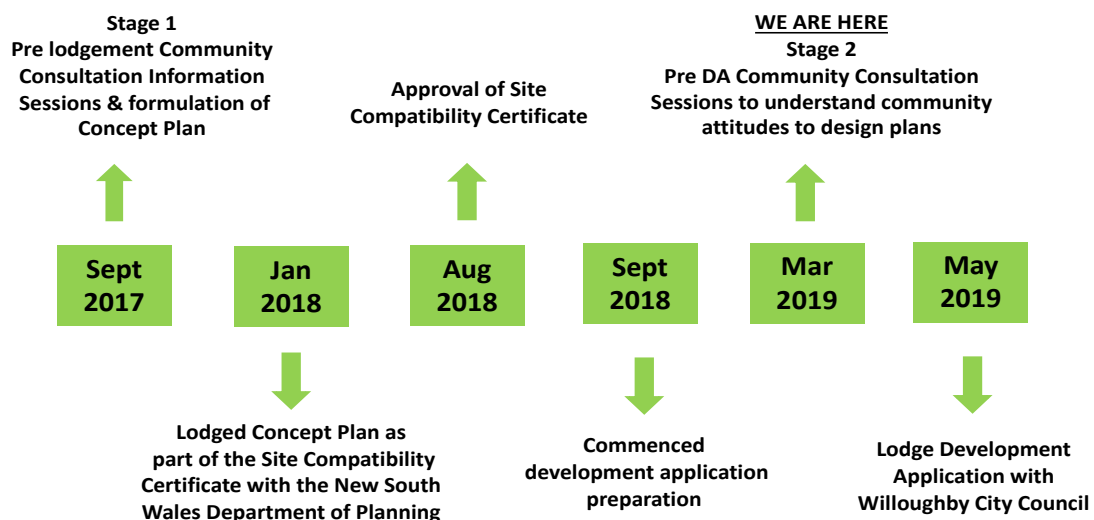 Stage 1
Pre lodgement Community
Consultation Information
Sessions & formulation of
Concept Plan
Approval of Site
Compatibility Certificate
WE ARE HERE
Stage 2
Pre DA Community Consultation
Sessions to understand community
attitudes to design plans
Sept
2017
Jan
2018
Aug
2018
Sept
2018
Mar
2019
May
2019
Lodged Concept Plan as
part of the Site Compatibility
Certificate with the New South
Wales Department of Planning
Commenced
development application
preparation
Lodge Development
Application with
Willoughby City Council